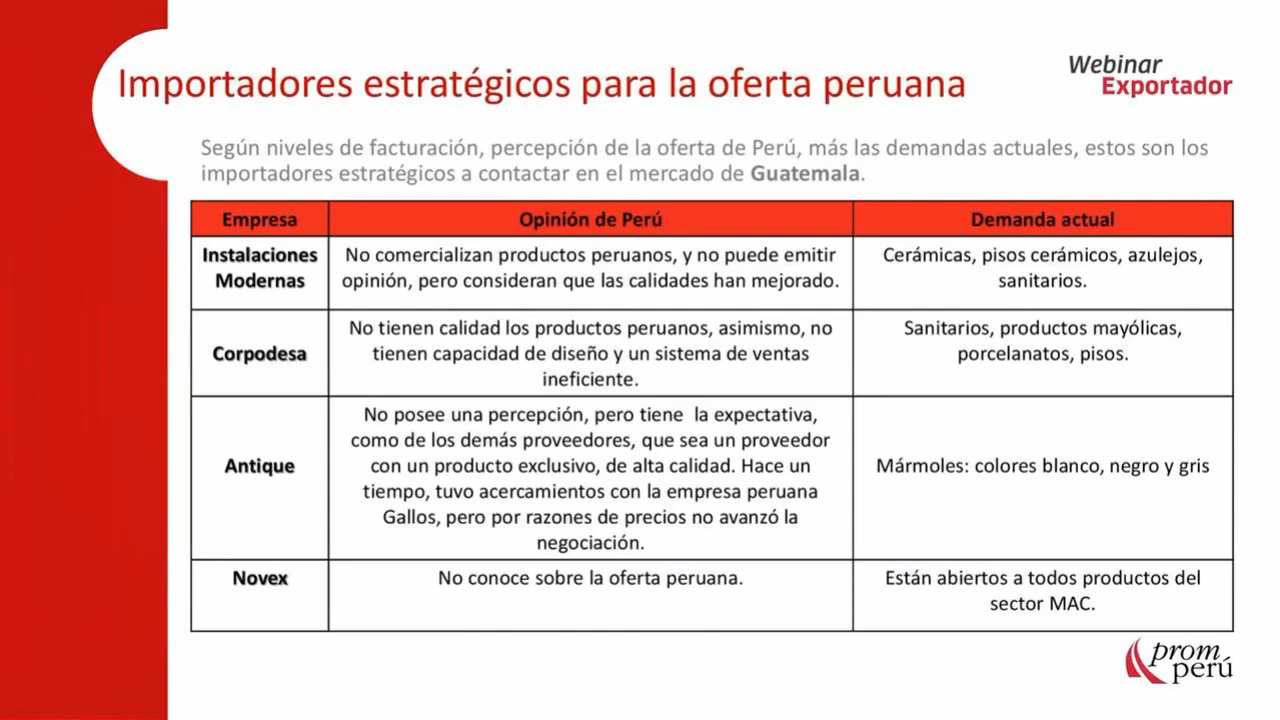 Importadores estratégicos para la oferta peruana
Webinar
Exportador
Según niveles de facturación, percepción de la oferta de Perú, más las demandas actuales, estos son los
importadores estratégicos a contactar en el mercado de Guatemala.
Empresa
Opinión de Perú
Demanda actual
Instalaciones
Modernas
No comercializan productos peruanos, y no puede emitir
opinión, pero consideran que las calidades han mejorado.
Cerámicas, pisos cerámicos, azulejos,
sanitarios.
Corpodesa
No tienen calidad los productos peruanos, asimismo, no
tienen capacidad de diseño y un sistema de ventas
ineficiente.
Sanitarios, productos mayólicas,
porcelanatos, pisos.
Antique
No posee una percepción, pero tiene  la expectativa,
como de los demás proveedores, que sea un proveedor
con un producto exclusivo, de alta calidad. Hace un
tiempo, tuvo acercamientos con la empresa peruana
Gallos, pero por razones de precios no avanzó la
negociación.
Mármoles: colores blanco, negro y gris
Novex
No conoce sobre la oferta peruana.
Están abiertos a todos productos del
sector MAC.
prom
perú